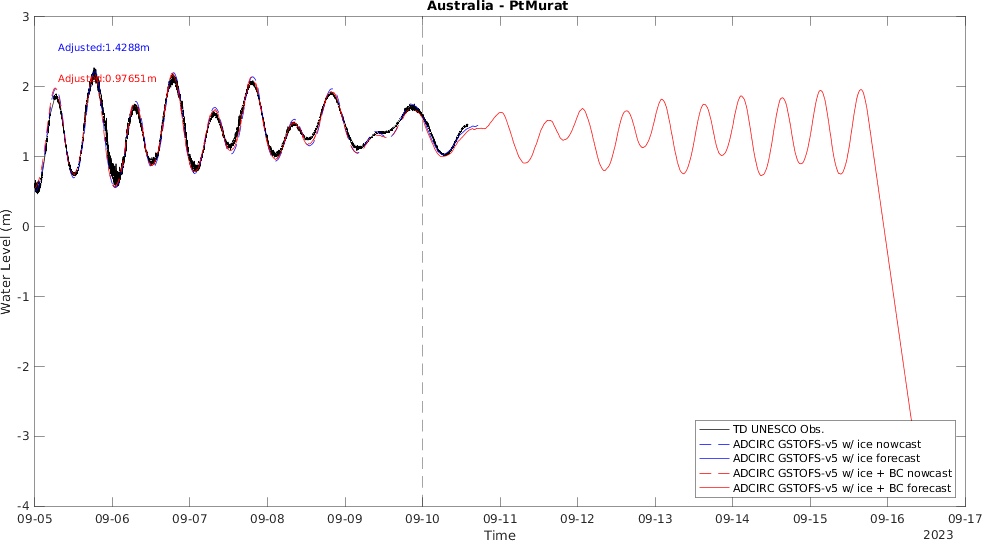 Australia - PtMurat
3
Adjusted:1.4288m
2
Adjusted:0.97651m
1
0
Water Level (m)
-1
-2
-3
-4
TD UNESCO Obs.
ADCIRC GSTOFS-v5 w/ ice nowcast
ADCIRC GSTOFS-v5 w/ ice forecast
ADCIRC GSTOFS-v5 w/ ice + BC nowcast
ADCIRC GSTOFS-v5 w/ ice + BC forecast
09-05 09-06 09-07 09-08 09-09 09-10 09-11 09-12 09-13 09-14 09-15 09-16 09-17
Time
2023